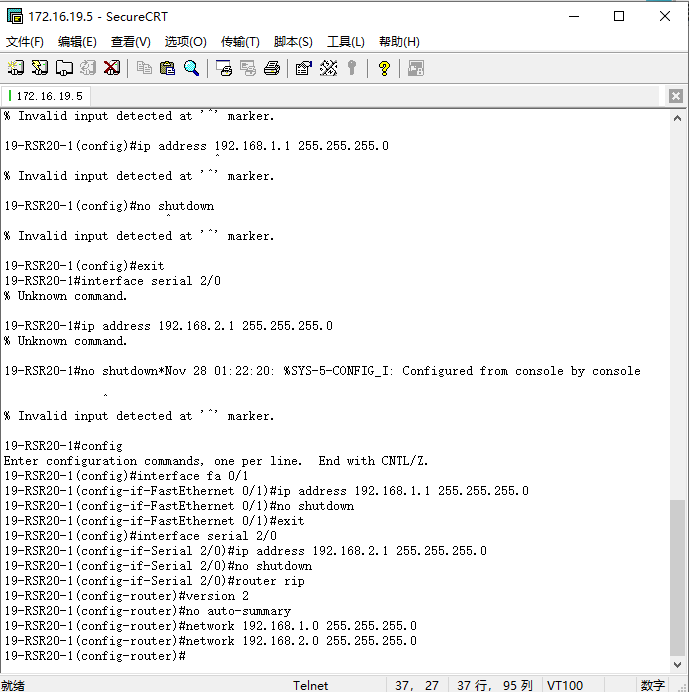 172.16.19.5 - SecureCRT
文件(F) 编辑(E) 查看(V) 选项(O) 传输(T) 脚本(S) 工具(L) 帮助(H)
172.16.19.5
% Invalid input detected at '^' marker.
19-RSR20-1(config)#ip address 192.168.1.1 255.255.255.0
^
% Invalid input detected at '^' marker.
19-RSR20-1(config)#no shutdown
^
% Invalid input detected at '^' marker.
19-RSR20-1(config)#exit
19-RSR20-1#interface serial 2/0
% Unknown command.
19-RSR20-1#ip address 192.168.2.1 255.255.255.0
% Unknown command.
19-RSR20-1#no shutdown*Nov 28 01:22:20: %SYS-5-CONFIG_I: Configured from console by console
^
% Invalid input detected at '^' marker.
19-RSR20-1#config
Enter configuration commands, one per line.  End with CNTL/Z.
19-RSR20-1(config)#interface fa 0/1
19-RSR20-1(config-if-FastEthernet 0/1)#ip address 192.168.1.1 255.255.255.0
19-RSR20-1(config-if-FastEthernet 0/1)#no shutdown
19-RSR20-1(config-if-FastEthernet 0/1)#exit
19-RSR20-1(config)#interface serial 2/0
19-RSR20-1(config-if-Serial 2/0)#ip address 192.168.2.1 255.255.255.0
19-RSR20-1(config-if-Serial 2/0)#no shutdown
19-RSR20-1(config-if-Serial 2/0)#router rip
19-RSR20-1(config-router)#version 2
19-RSR20-1(config-router)#no auto-summary
19-RSR20-1(config-router)#network 192.168.1.0 255.255.255.0
19-RSR20-1(config-router)#network 192.168.2.0 255.255.255.0
19-RSR20-1(config-router)#
就绪 Telnet 37, 27 37 行, 95 列 VT100 数字